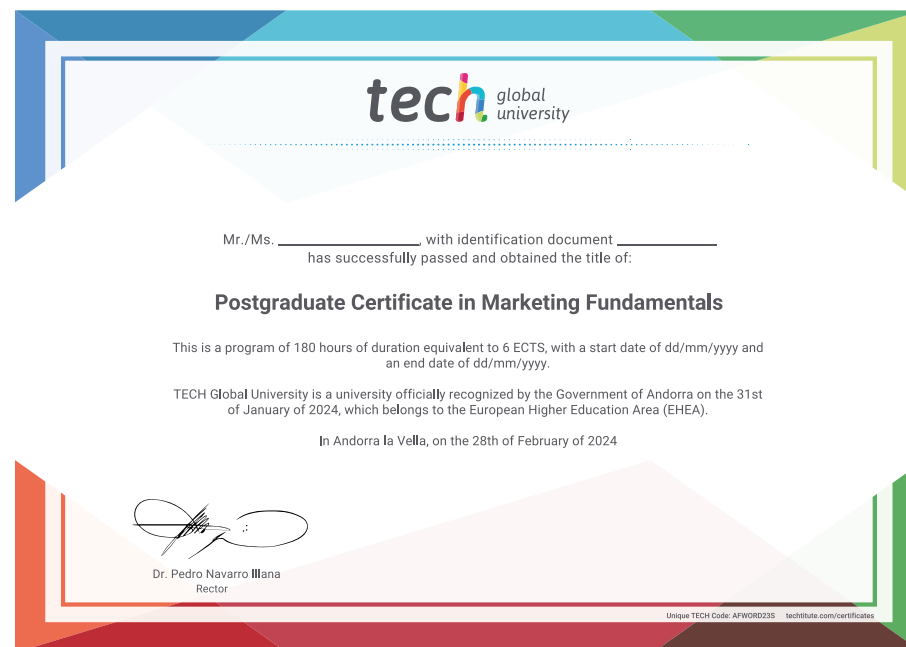 tech global university
Mr./Ms. ____________________, with identification document ______________
has successfully passed and obtained the title of:
Postgraduate Certificate in Marketing Fundamentals
This is a program of 180 hours of duration equivalent to 6 ECTS, with a start date of dd/mm/yyyy and
an end date of dd/mm/yyyy.
TECH Global University is a university officially recognized by the Government of Andorra on the 31st
of January of 2024, which belongs to the European Higher Education Area (EHEA).
In Andorra la Vella, on the 28th of February of 2024
Dr. Pedro Navarro Illana
Rector
Unique TECH Code: AFWORD23S techtitute.com/certificates